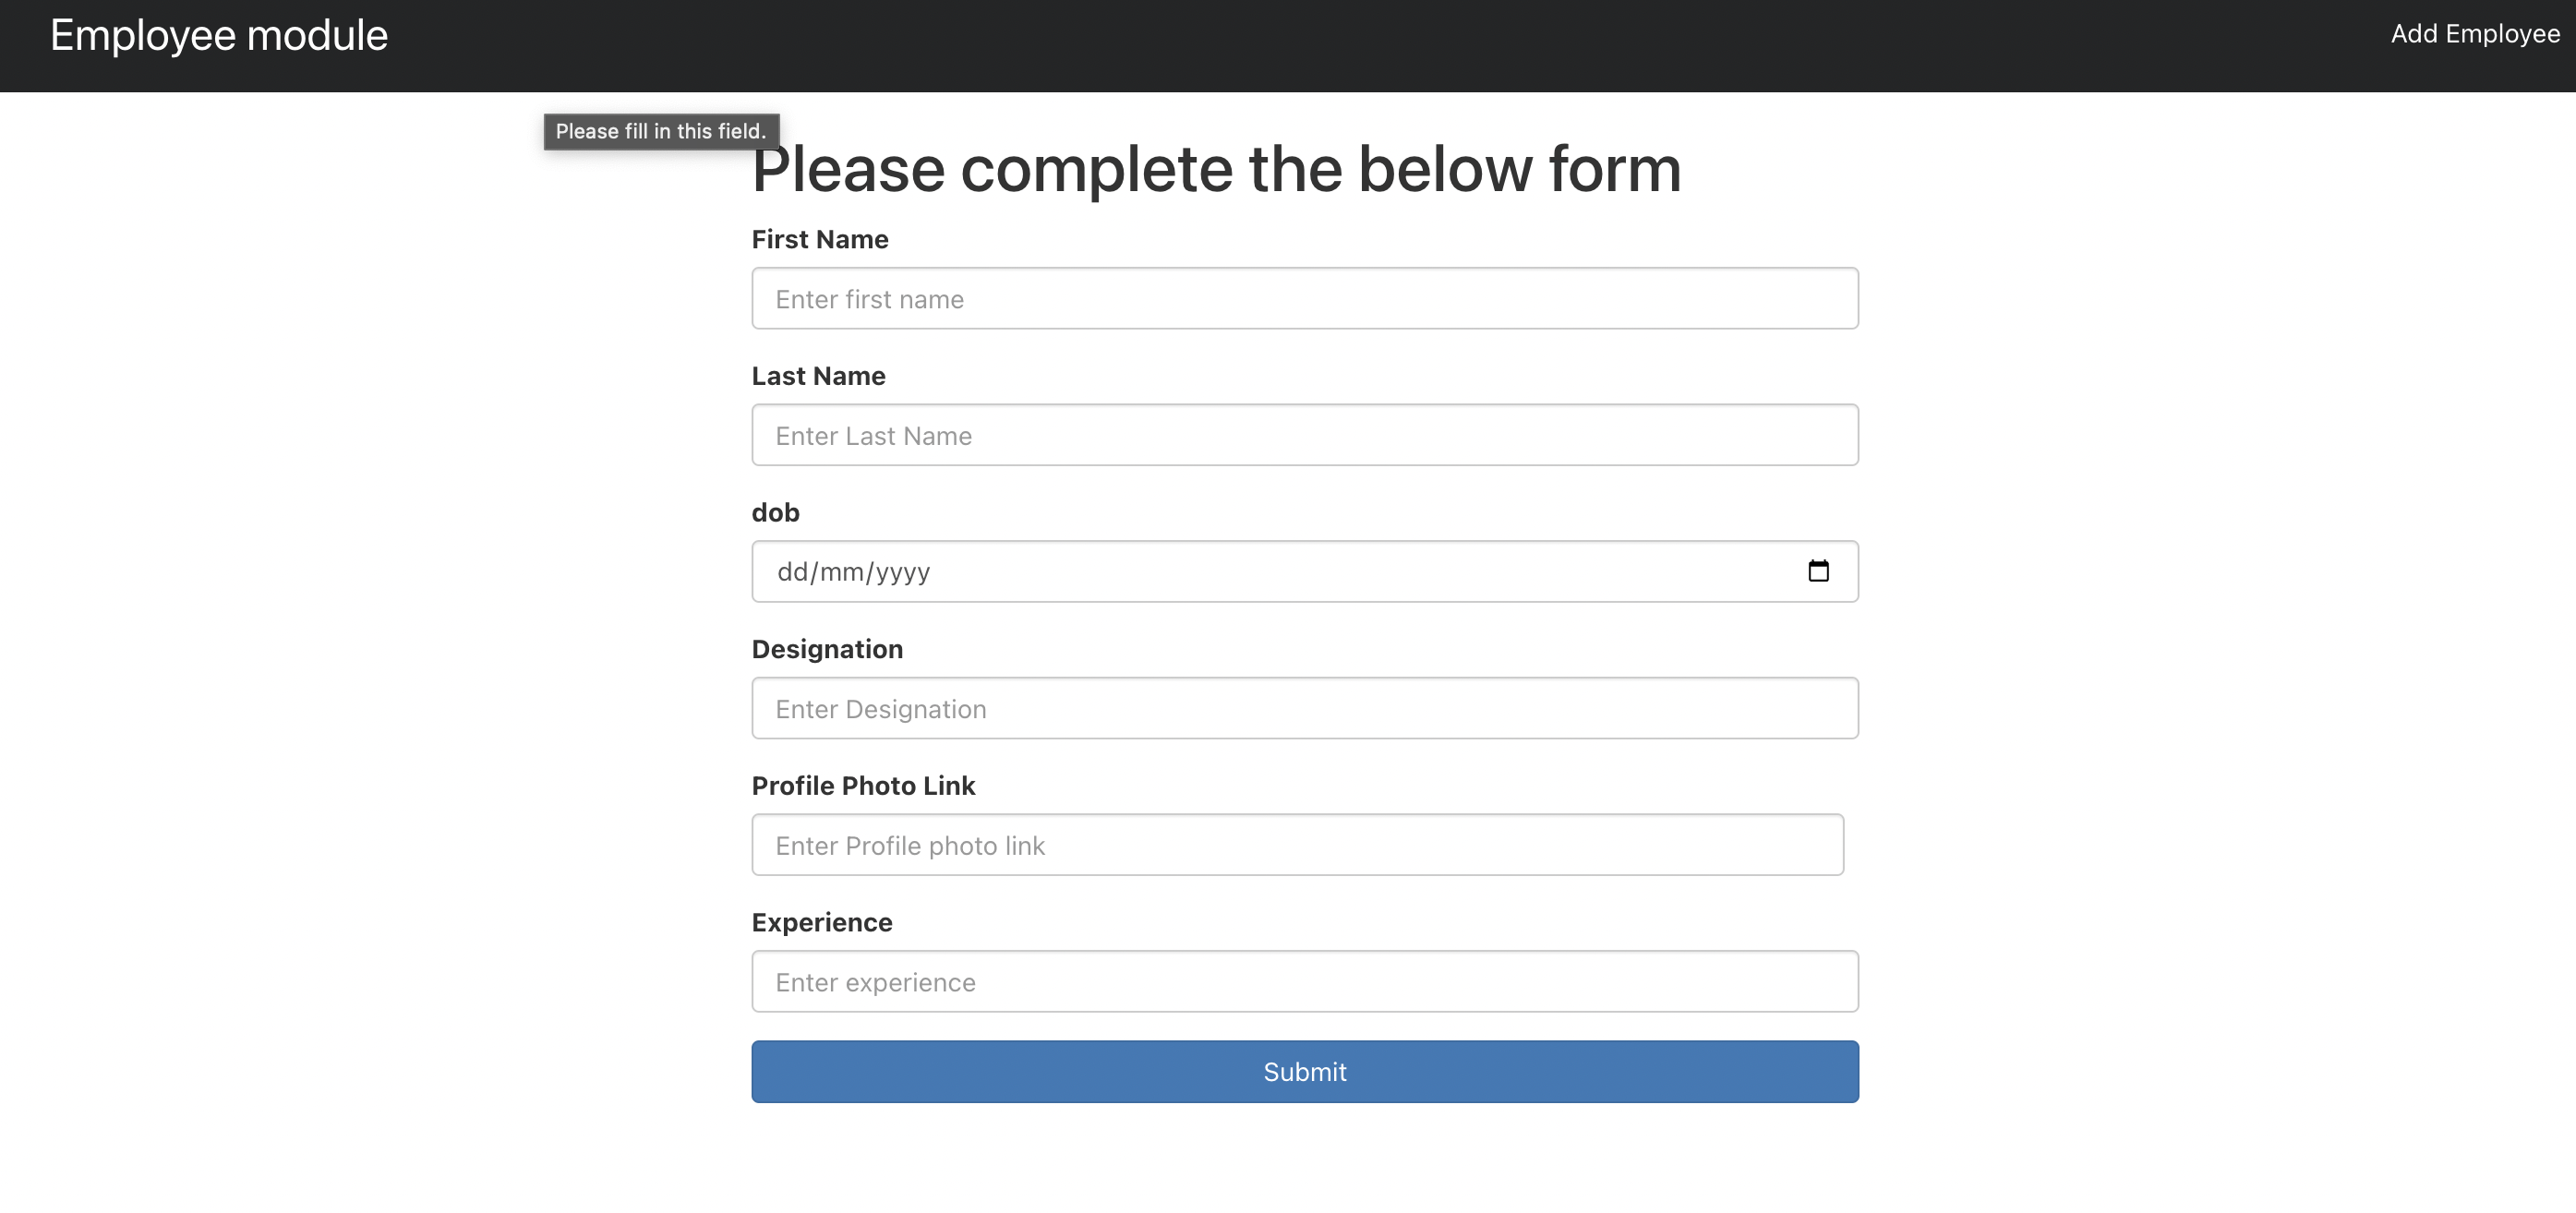 Employee module
Add Employee
Please fill in this field.
Please complete the below form
First Name
Enter first name
Last Name
Enter Last Name
dob
dd/mm/yyyy
Designation
Enter Designation
Profile Photo Link
Enter Profile photo link
Experience
Enter experience
Submit